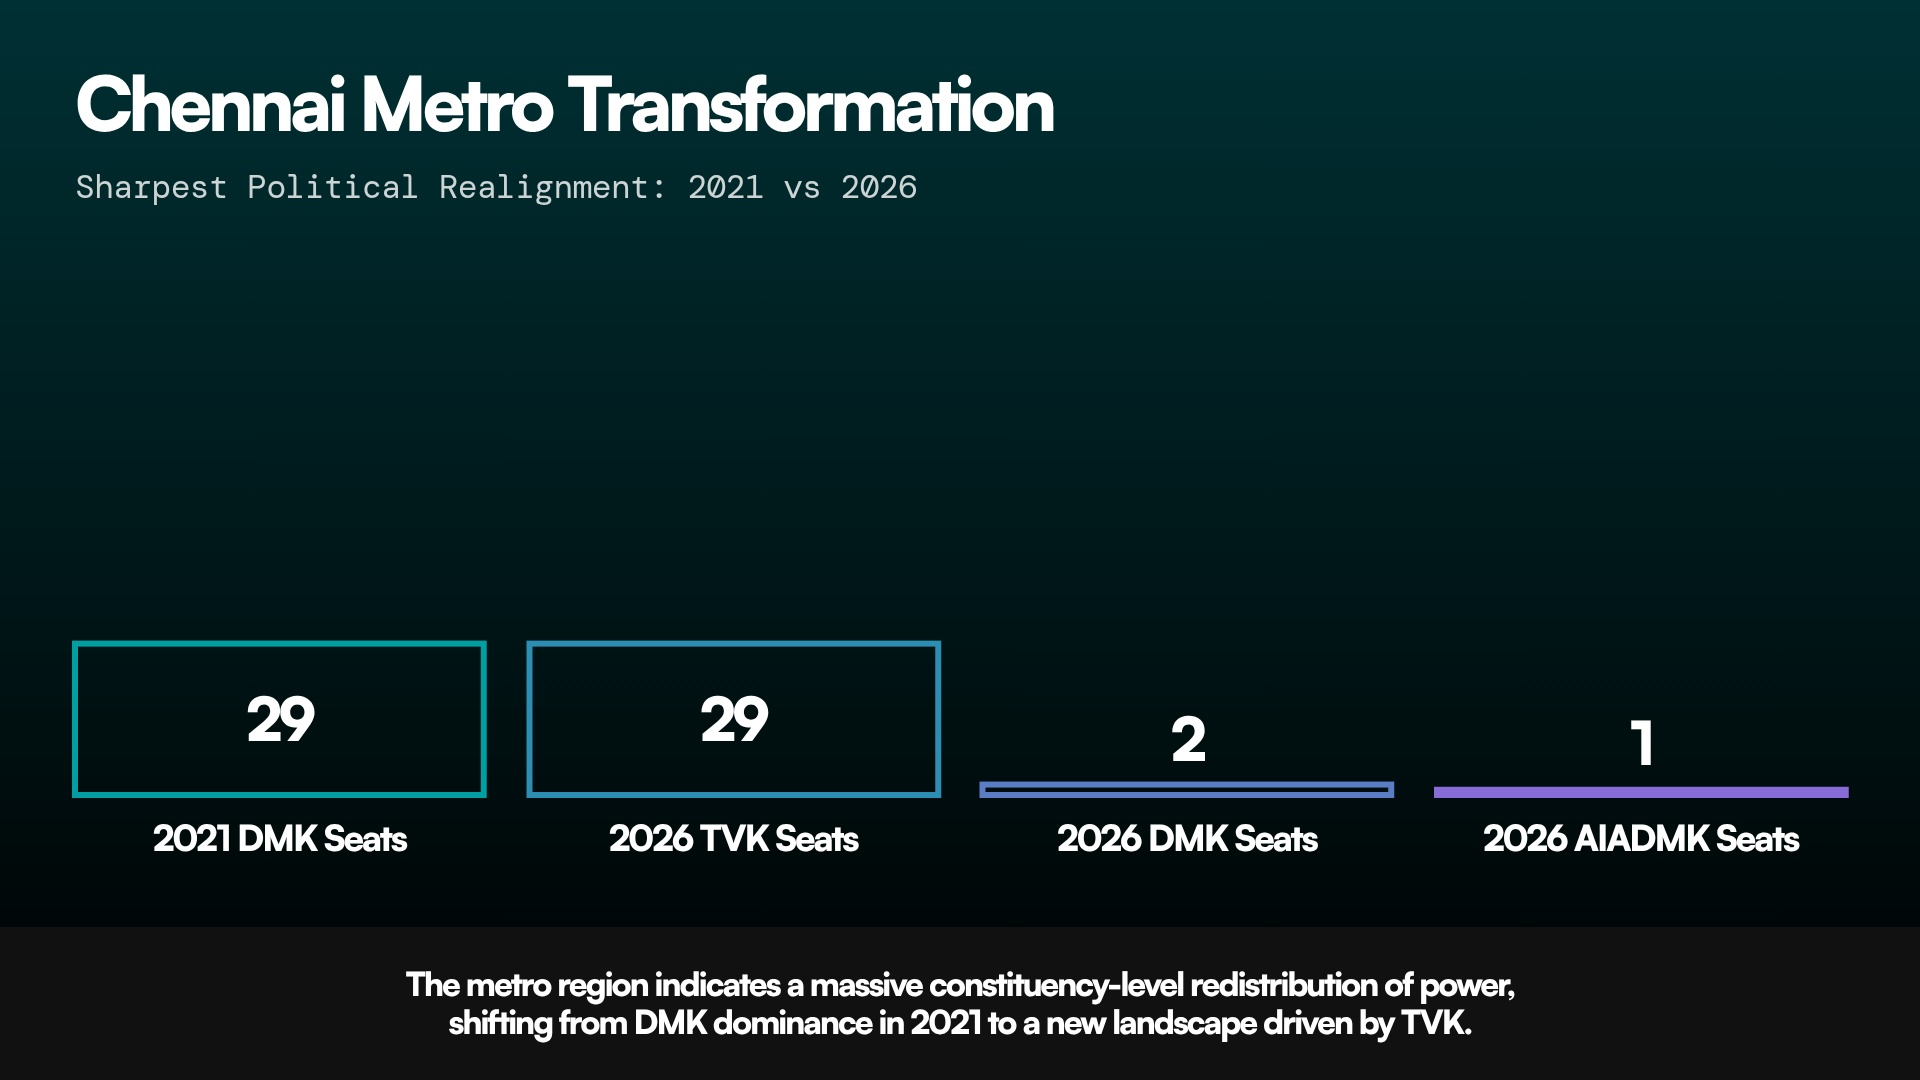 Chennai Metro Transformation
Sharpest Political Realignment: 2021 vs 2026
29
29
2
1
2021 DMK Seats
2026 TVK Seats
2026 DMK Seats
2026 AIADMK Seats
The metro region indicates a massive constituency-level redistribution of power,
shifting from DMK dominance in 2021 to a new landscape driven by TVK.